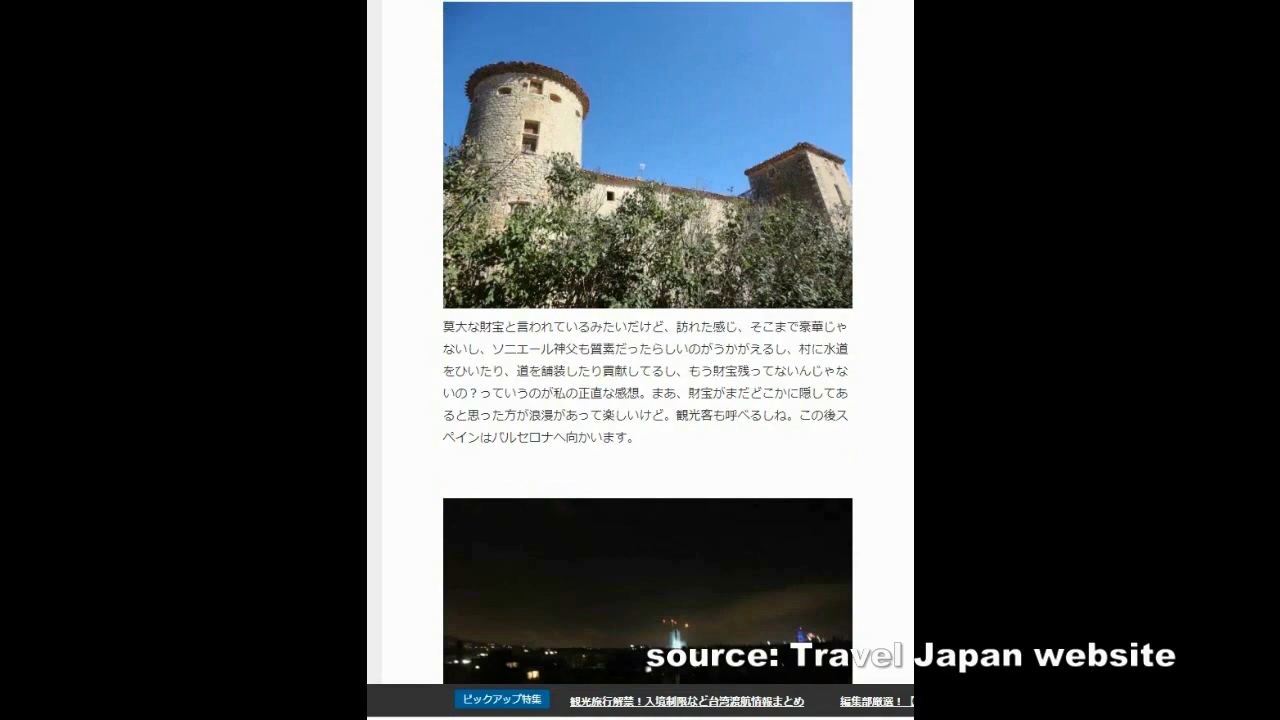 莫大な財宝と言われているみたいだけど、訪れた感じ、そこまで豪華じゃ
ないし、ソニエール神父も質素だったらしいのがうかがえるし、村に水道
をひいたり、道を舗装したり貢献してるし、もう財宝残ってないんじゃな
いの？っていうのが私の正直な感想。まあ、財宝がまだどこかに隠してあ
ると思った方が浪漫があって楽しいけど。観光客も呼べるしね。この後ス
ペインはバルセロナへ向かいます。
source: Travel Japan website
ピックアップ特集 観光旅行解禁！入境制限など台湾渡航情報まとめ 編集部厳選！